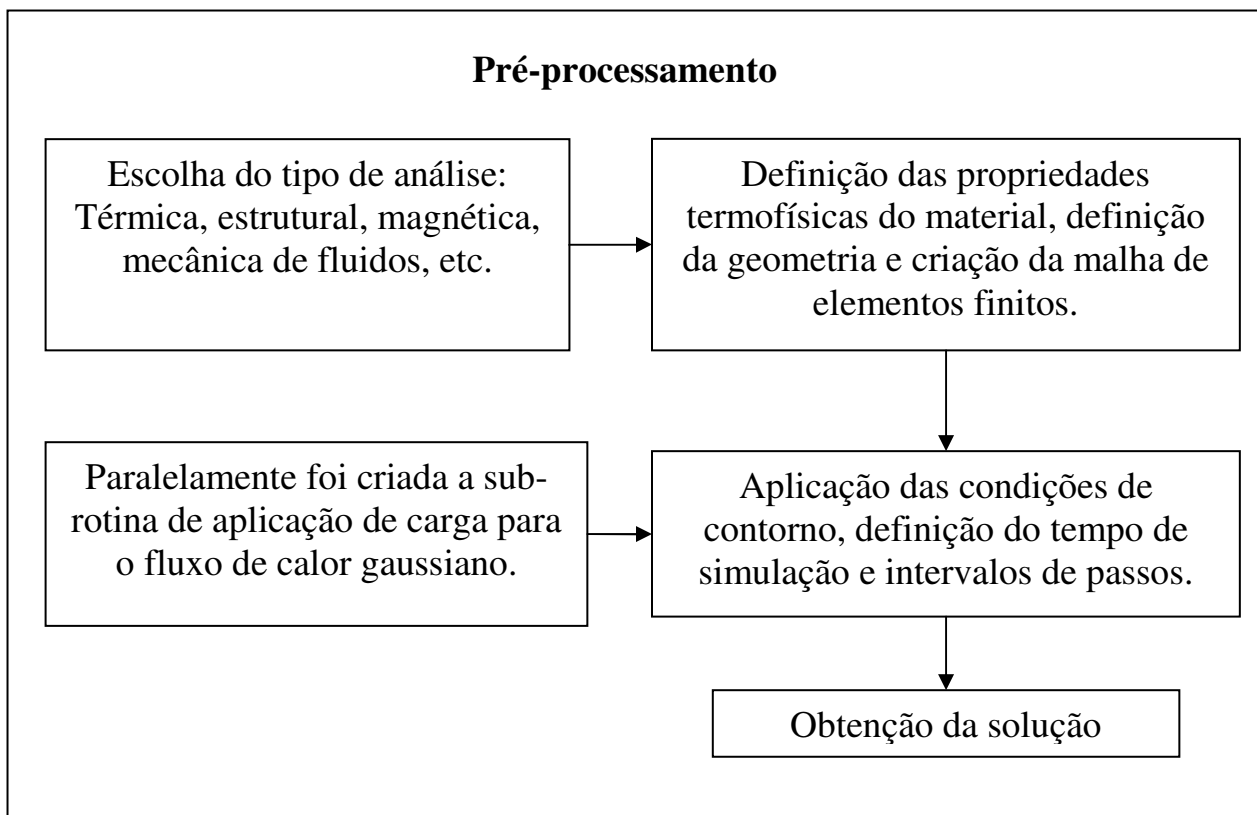 Pré-processamento
Escolha do tipo de análise:
Térmica, estrutural, magnética,
mecânica de fluidos, etc.
Definição das propriedades
termofísicas do material, definição
da geometria e criação da malha de
elementos finitos.
Paralelamente foi criada a sub-
rotina de aplicação de carga para
o fluxo de calor gaussiano.
Aplicação das condições de
contorno, definição do tempo de
simulação e intervalos de passos.
Obtenção da solução